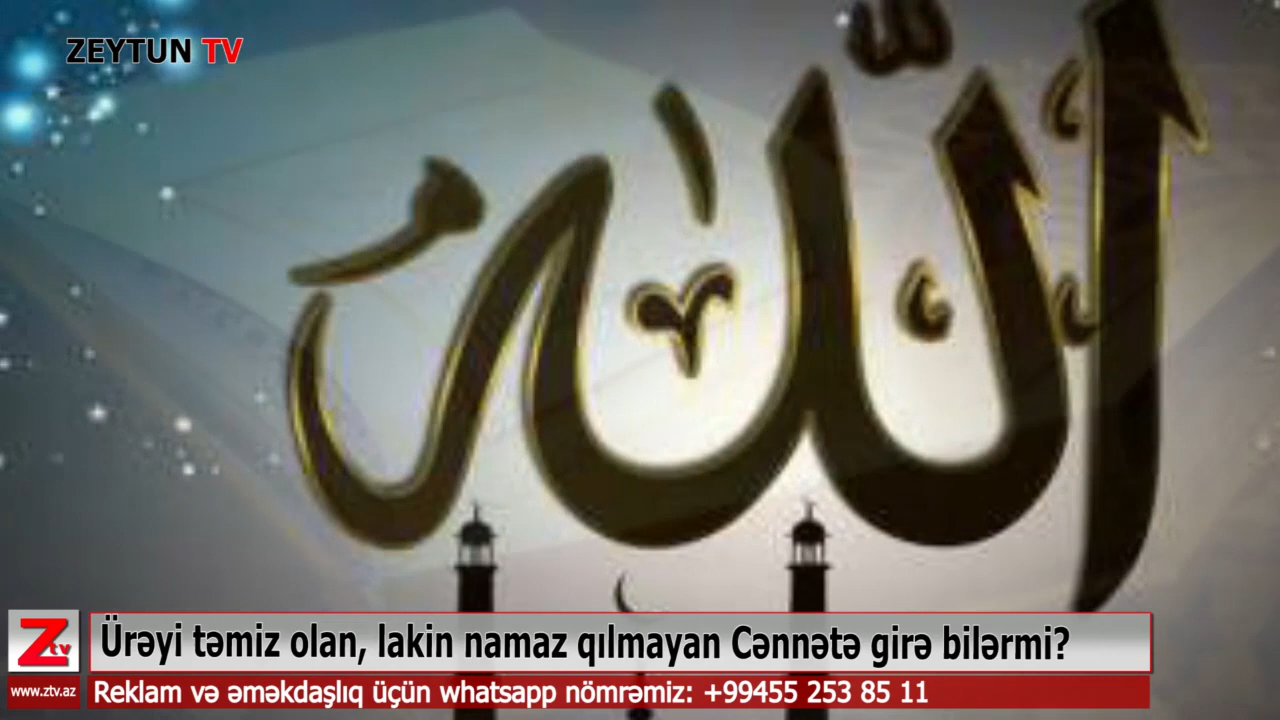 ZEYTUN TV
الله
Z tv
Ürəyi təmiz olan, lakin namaz qılmayan Cənnətə girə bilərmi?
www.ztv.az
Reklam və əməkdaşlıq üçün whatsapp nömrəmiz: +99455 253 85 11